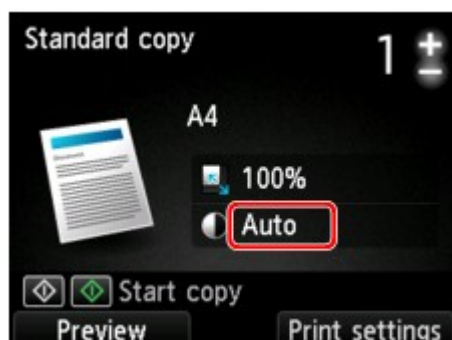 Standard copy
1
A4
100%
Auto
Start copy
Preview
Print settings